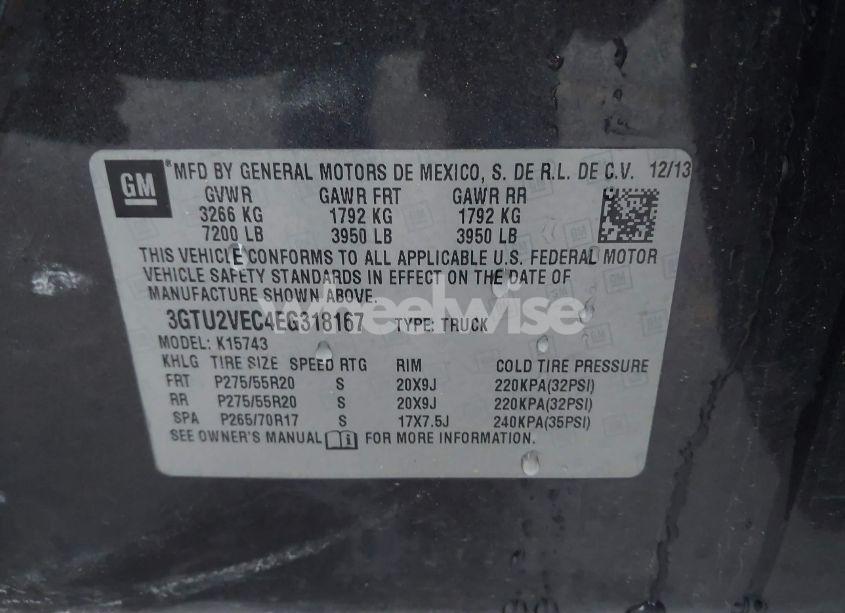 GM ® MFD BY GENERAL MOTORS DE MEXICO, S. DE R.L. DE C.V. 12/13
GVWR GAWR FRT GAWR RR
3266 KG 1792 KG 1792 KG
7200 LB 3950 LB 3950 LB
THIS VEHICLE CONFORMS TO ALL APPLICABLE U.S. FEDERAL MOTOR
VEHICLE SAFETY STANDARDS IN EFFECT ON THE DATE OF
MANUFACTURE SHOWN ABOVE.
wheelwise
3GTU2VEC4EG318167 TYPE: TRUCK
MODEL: K15743
KHLG TIRE SIZE SPEED RTG RIM COLD TIRE PRESSURE
FRT P275/55R20 S 20X9J 220KPA(32PSI)
RR P275/55R20 S 20X9J 220KPA(32PSI)
SPA P265/70R17 S 17X7.5J 240KPA(35PSI)
SEE OWNER'S MANUAL FOR MORE INFORMATION.